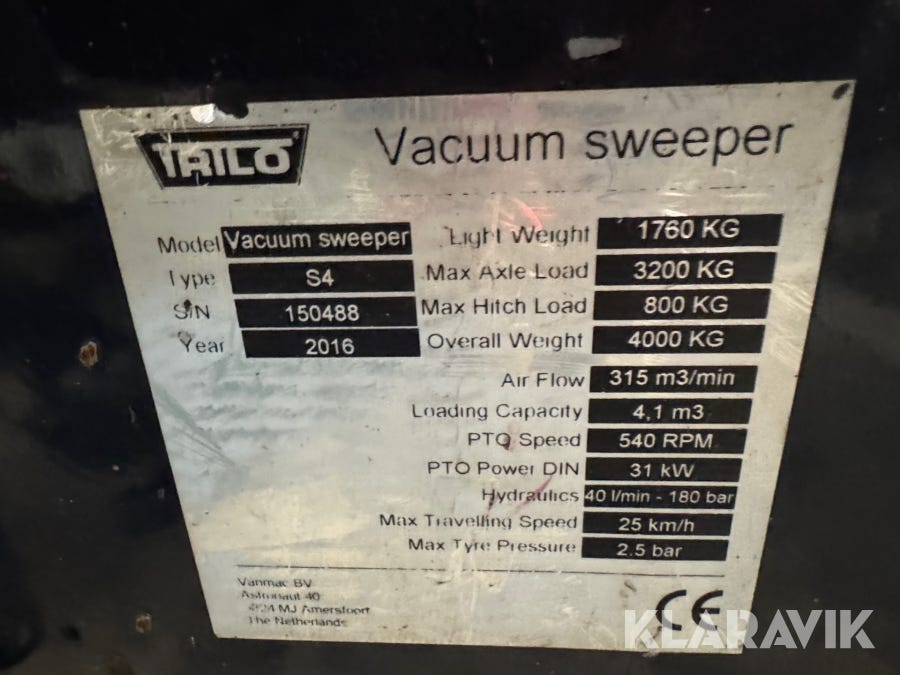 TRILO
Vacuum sweeper
Model Vacuum sweeper
Type S4
S/N 150488
Year 2016
Light Weight 1760 KG
Max Axle Load 3200 KG
Max Hitch Load 800 KG
Overall Weight 4000 KG
Air Flow 315 m3/min
Loading Capacity 4,1 m3
PTO Speed 540 RPM
PTO Power DIN 31 kW
Hydraulics 40 l/min - 180 bar
Max Travelling Speed 25 km/h
Max Tyre Pressure 2.5 bar
Vanmac BV
Astronaut 40
MJ Amersfoort
The Netherlands
CE
KLARAVIK